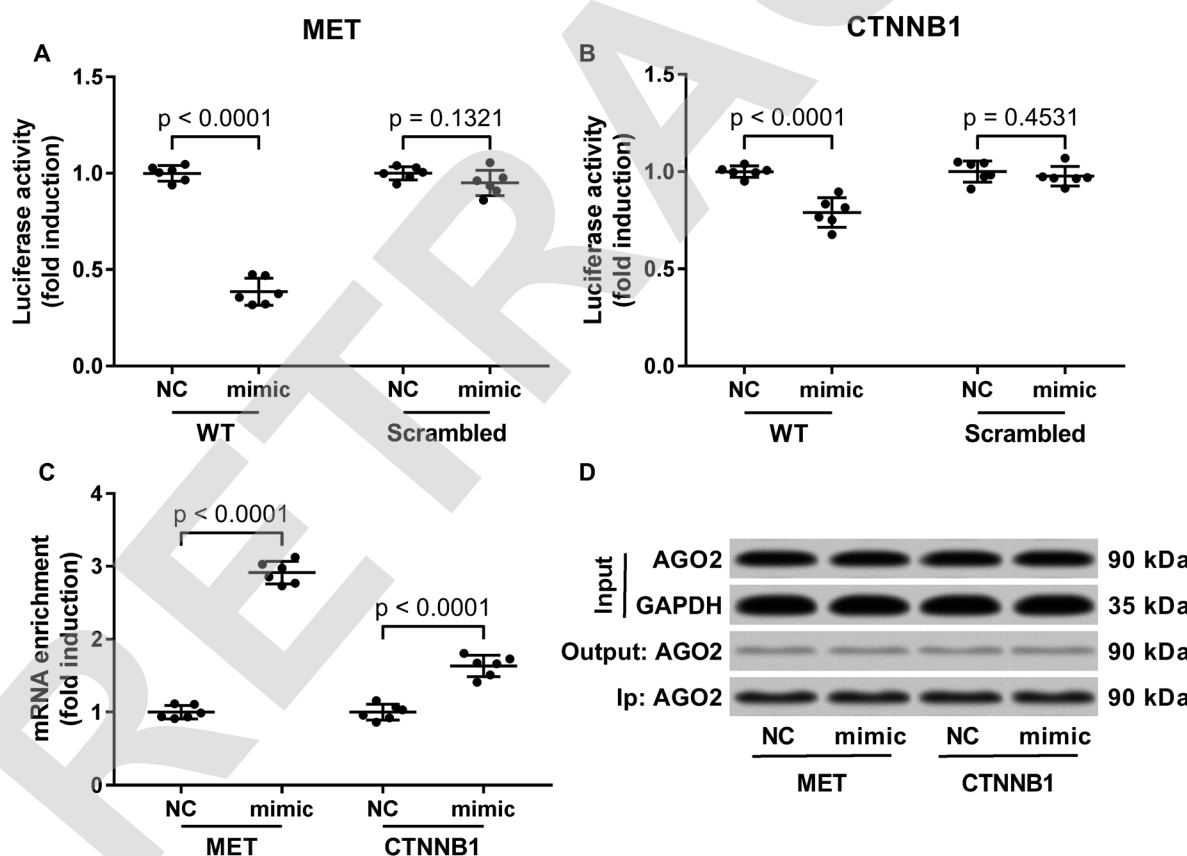 MET
A
1.5
1.0
0.5
0.0
Luciferase activity
(fold induction)
p < 0.0001
p = 0.1321
NC mimic NC mimic
WT Scrambled
CTNNB1
B
1.5
1.0
0.5
0.0
Luciferase activity
(fold induction)
p < 0.0001
p = 0.4531
NC mimic NC mimic
WT Scrambled
C
4
3
2
1
0
mRNA enrichment
(fold induction)
p < 0.0001
p < 0.0001
NC mimic NC mimic
MET CTNNB1
D
Input
AGO2 90 kDa
GAPDH 35 kDa
Output: AGO2 90 kDa
Ip: AGO2 90 kDa
NC mimic NC mimic
MET CTNNB1
RETRAC